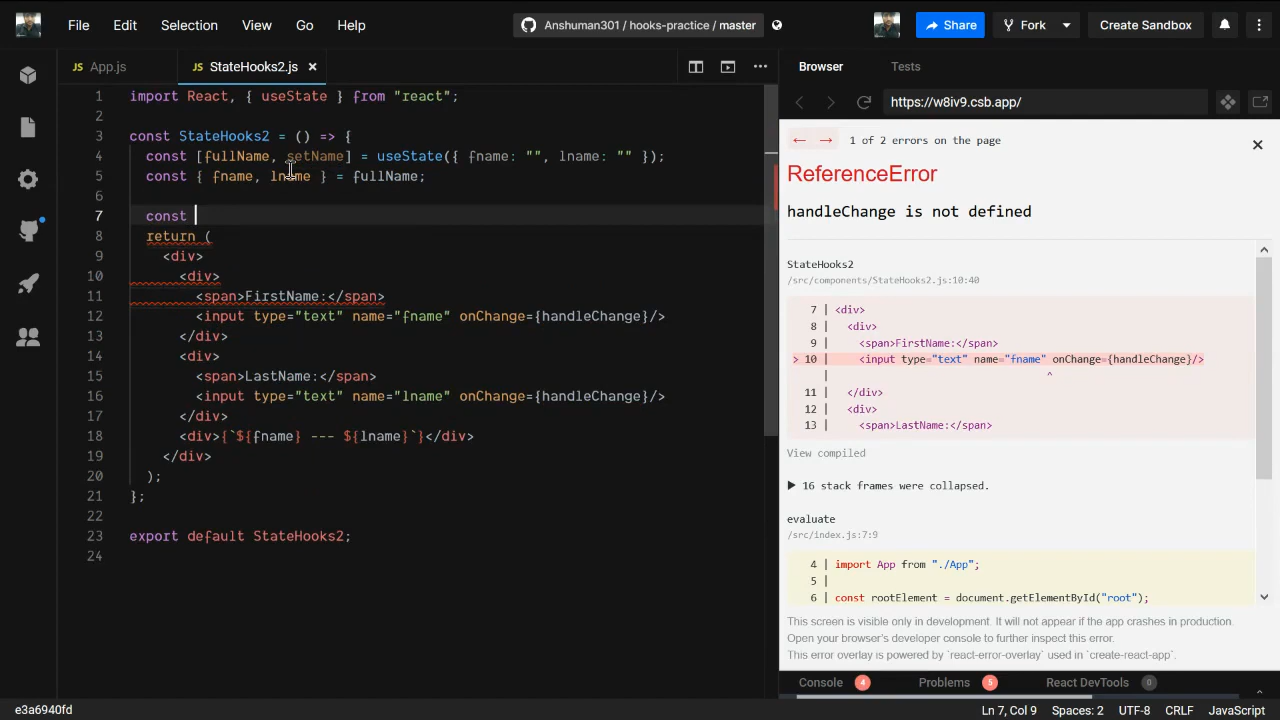 File Edit Selection View Go Help
Anshuman301 / hooks-practice / master
Share Fork Create Sandbox
JS App.js
JS StateHooks2.js
Browser Tests
https://w8iv9.csb.app/
1 import React, { useState } from "react";
2
3 const StateHooks2 = () => {
4 const [fullName, setName] = useState({ fname: "", lname: "" });
5 const { fname, lname } = fullName;
6
7 const
8 return (
9 <div>
10 <div>
11 <span>FirstName:</span>
12 <input type="text" name="fname" onChange={handleChange}/>
13 </div>
14 <div>
15 <span>LastName:</span>
16 <input type="text" name="lname" onChange={handleChange}/>
17 </div>
18 <div>{`${fname} --- ${lname}`}</div>
19 </div>
20 );
21 };
22
23 export default StateHooks2;
24
1 of 2 errors on the page
ReferenceError
handleChange is not defined
StateHooks2
/src/components/StateHooks2.js:10:40
7 | <div>
8 | <div>
9 | <span>FirstName:</span>
> 10 | <input type="text" name="fname" onChange={handleChange}/>
| ^
11 | </div>
12 | <div>
13 | <span>LastName:</span>
View compiled
▶ 16 stack frames were collapsed.
evaluate
/src/index.js:7:9
4 | import App from "./App";
5 |
6 | const rootElement = document.getElementById("root");
This screen is visible only in development. It will not appear if the app crashes in production.
Open your browser's developer console to further inspect this error.
This error overlay is powered by `react-error-overlay` used in `create-react-app`.
Console 4 Problems 5 React DevTools 0
e3a6940fd
Ln 7, Col 9 Spaces: 2 UTF-8 CRLF JavaScript